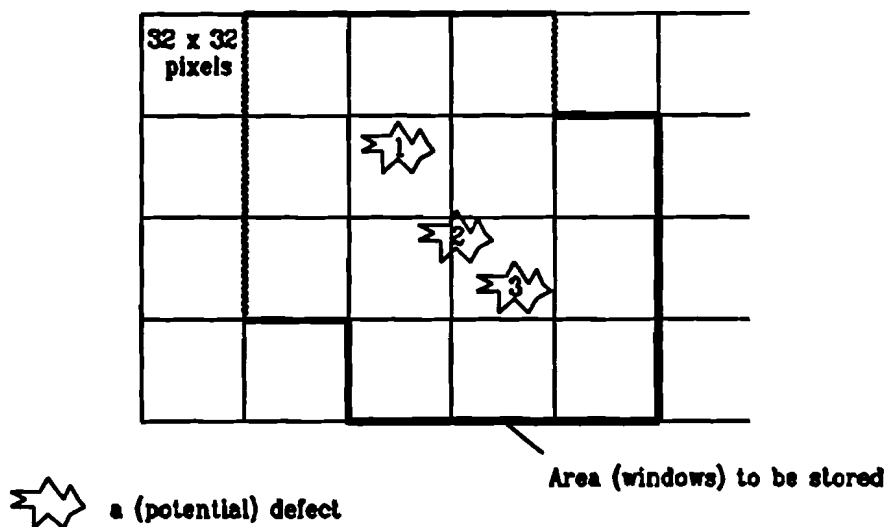 32 x 32
pixels
1
2
3
Area (windows) to be stored
a (potential) defect